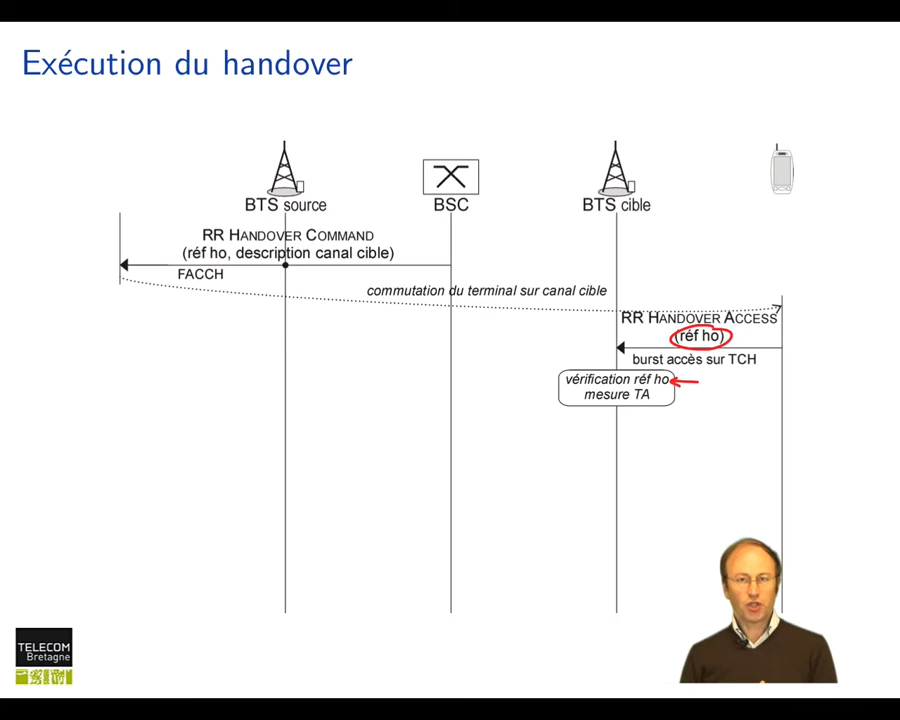 Exécution du handover
BTS source
BSC
BTS cible
RR HANDOVER COMMAND
(réf ho, description canal cible)
FACCH
commutation du terminal sur canal cible
RR HANDOVER ACCESS
(réf ho)
burst accès sur TCH
vérification réf ho
mesure TA
TELECOM
Bretagne